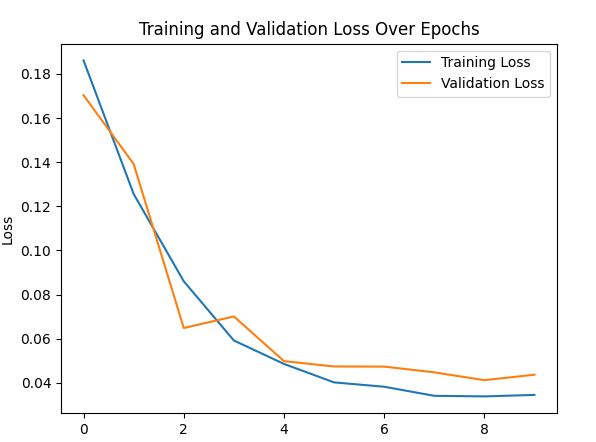 Training and Validation Loss Over Epochs
Training Loss
Validation Loss
Loss
0.18
0.16
0.14
0.12
0.10
0.08
0.06
0.04
0 2 4 6 8